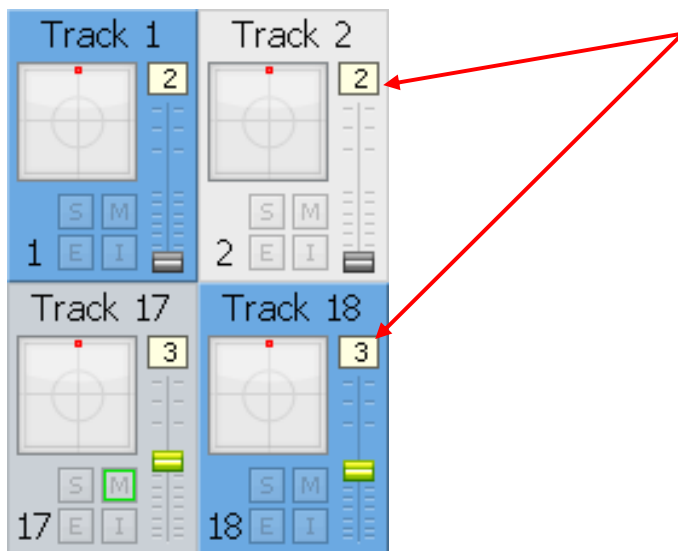 Track 1 Track 2
2 2
S M S M
1 E I 2 E I
Track 17 Track 18
3 3
S M S M
17 E I 18 E I